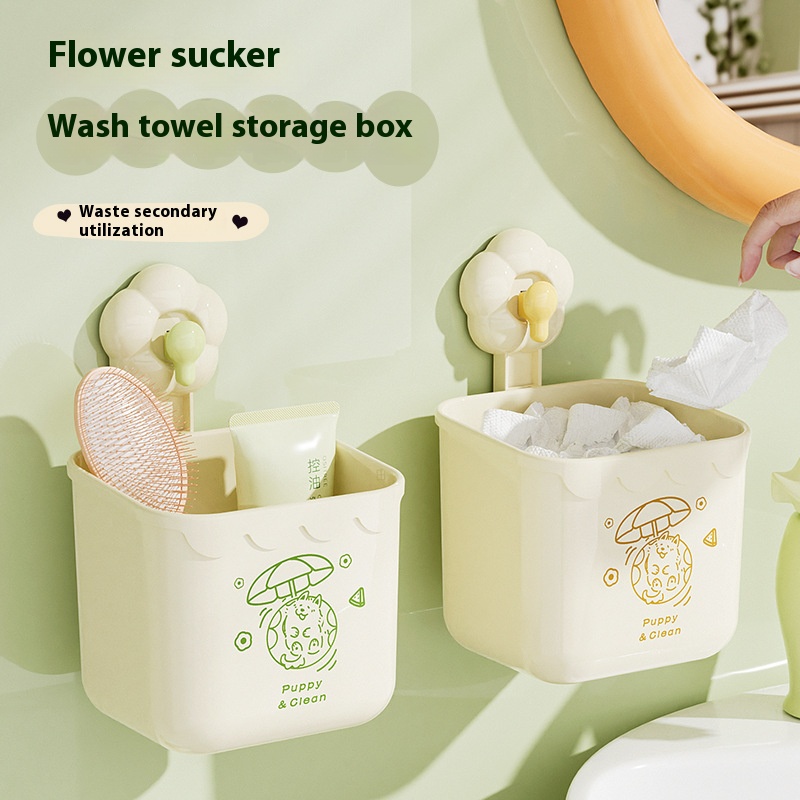 Flower sucker
Wash towel storage box
Waste secondary
utilization
控
油
Puppy
& Clean
Puppy
& Clean